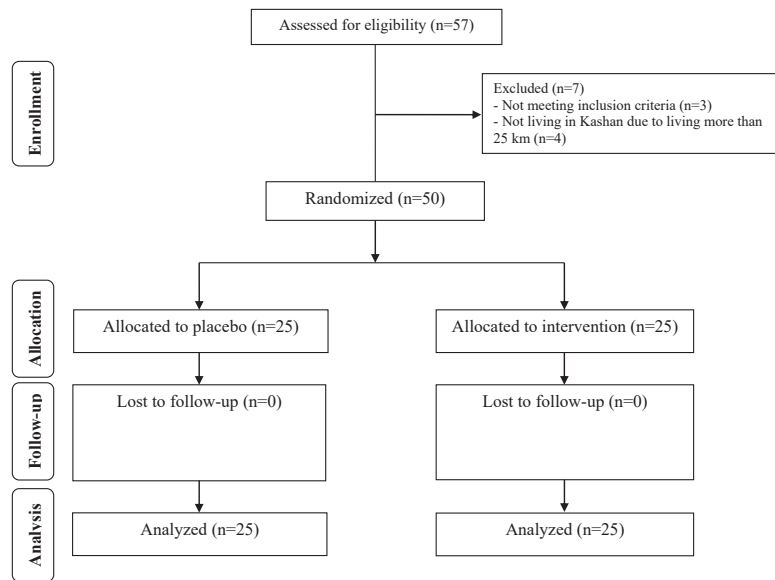 Assessed for eligibility (n=57)
Enrollment
Excluded (n=7)
- Not meeting inclusion criteria (n=3)
- Not living in Kashan due to living more than
25 km (n=4)
Randomized (n=50)
Allocation
Allocated to placebo (n=25)
Allocated to intervention (n=25)
Follow-up
Lost to follow-up (n=0)
Lost to follow-up (n=0)
Analysis
Analyzed (n=25)
Analyzed (n=25)